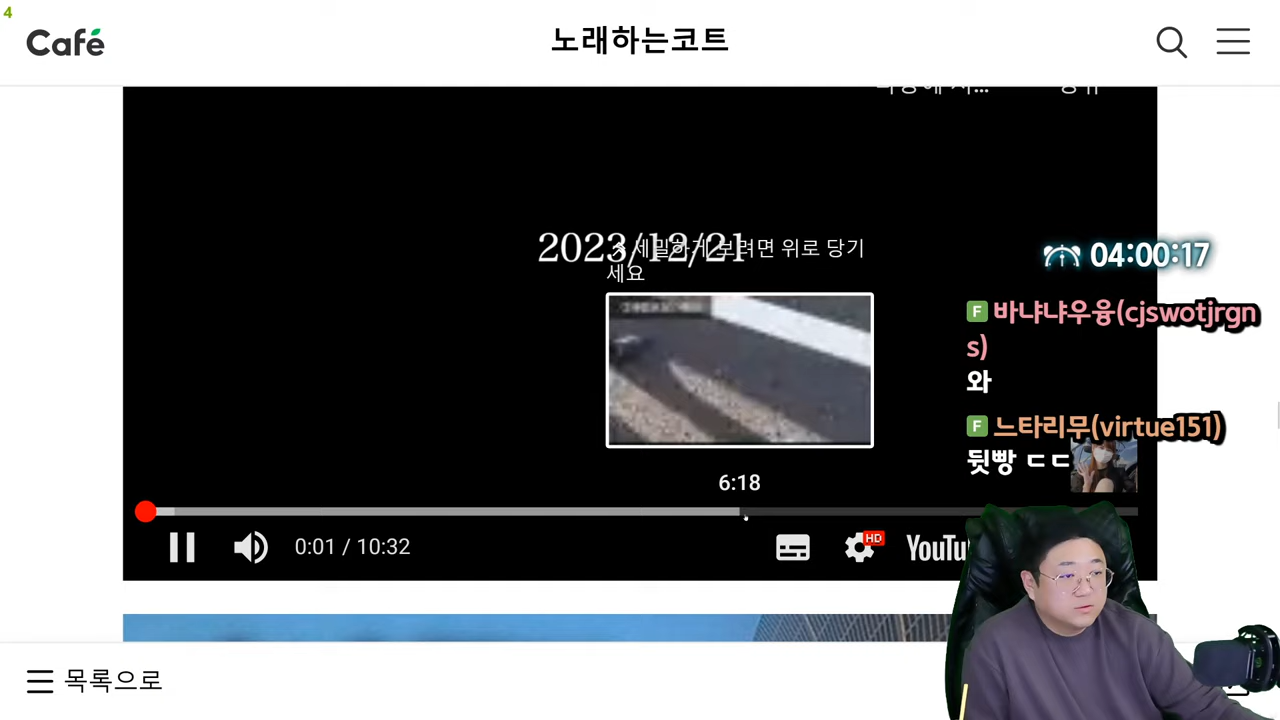 4
Café
노래하는코트
2023/12/21
세밀하게 보려면 위로 당기
세요
04:00:17
F 바냐냐우융(cjswotjrgn
s)
와
F 느타리무(virtue151)
뒷빵 ㄷㄷ
6:18
0:01 / 10:32
HD
YouTu
목록으로